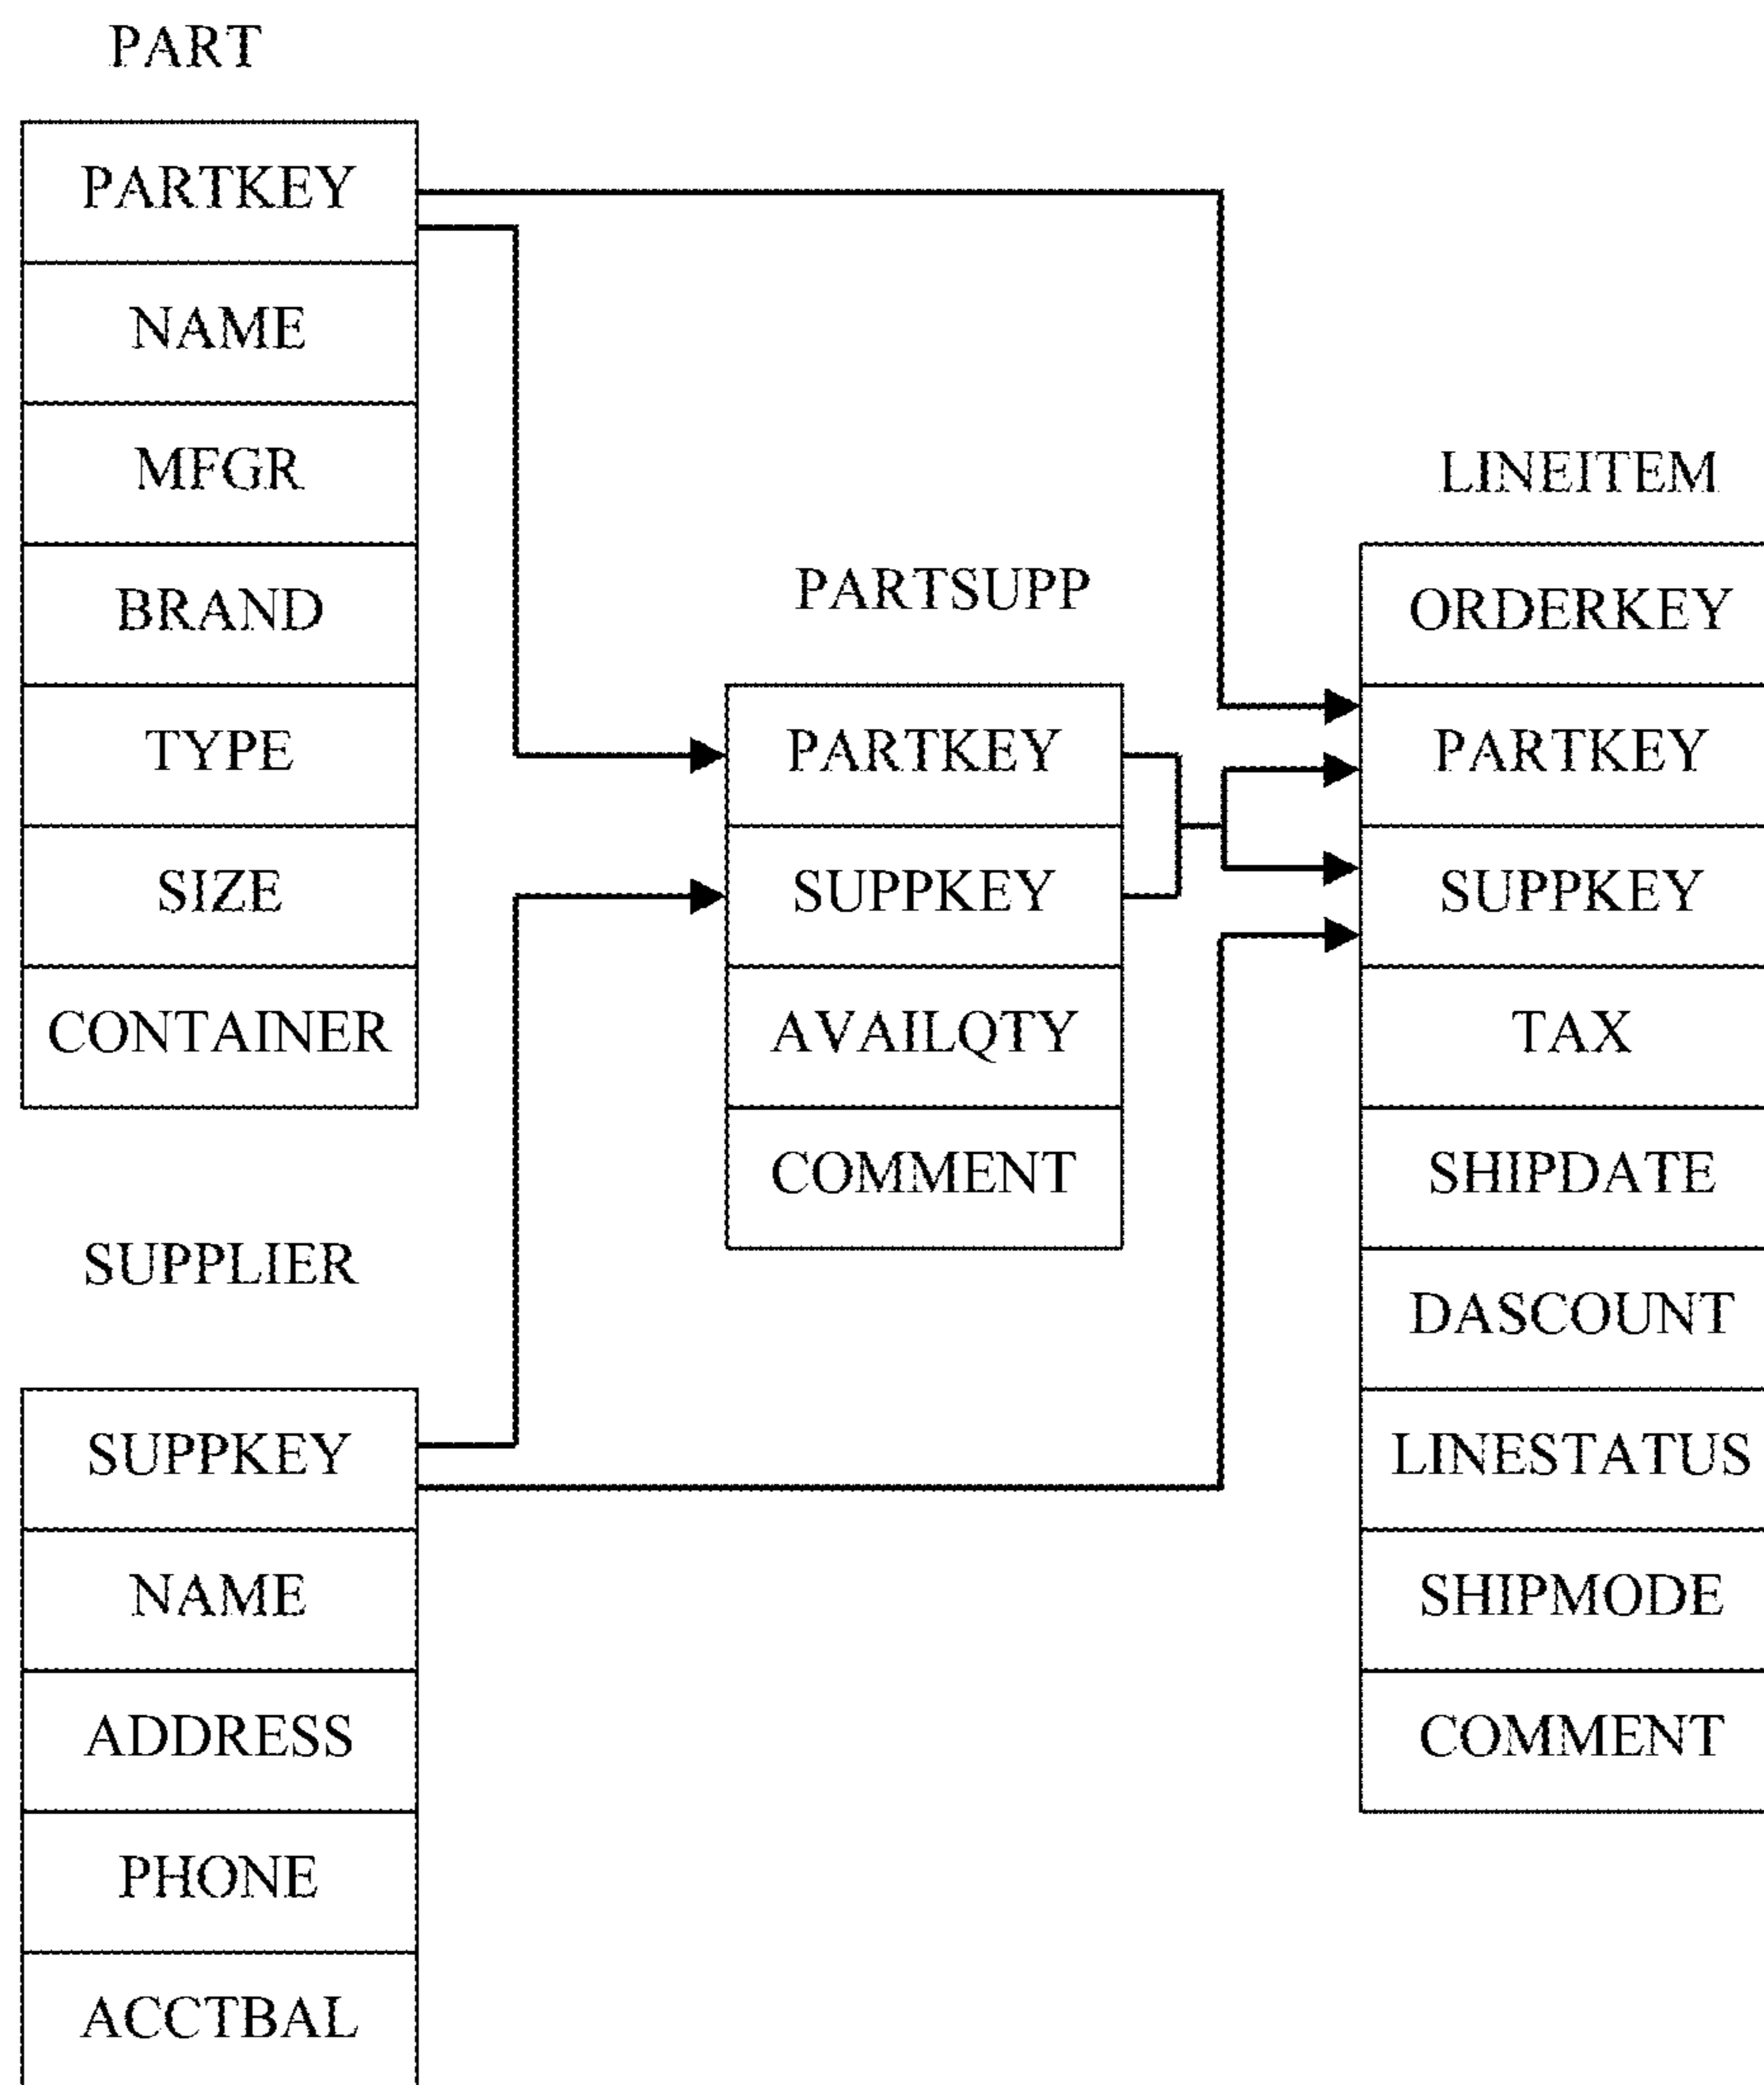 PART
PARTKEY
NAME
MFGR
BRAND
TYPE
SIZE
CONTAINER
SUPPLIER
SUPPKEY
NAME
ADDRESS
PHONE
ACCTBAL
PARTSUPP
PARTKEY
SUPPKEY
AVAILQTY
COMMENT
LINEITEM
ORDERKEY
PARTKEY
SUPPKEY
TAX
SHIPDATE
DASCOUNT
LINESTATUS
SHIPMODE
COMMENT